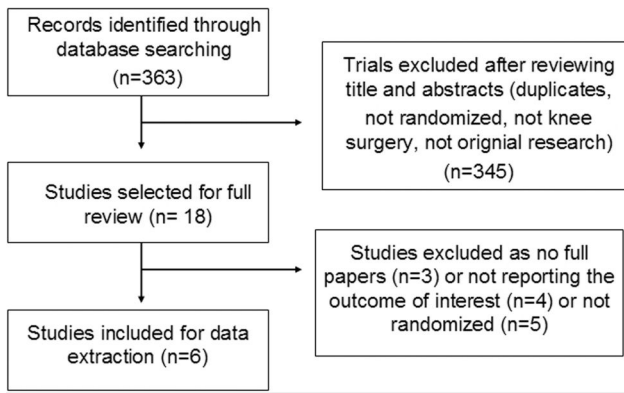 Records identified through
database searching
(n=363)
Trials excluded after reviewing
title and abstracts (duplicates,
not randomized, not knee
surgery, not orignial research)
(n=345)
Studies selected for full
review (n= 18)
Studies excluded as no full
papers (n=3) or not reporting the
outcome of interest (n=4) or not
randomized (n=5)
Studies included for data
extraction (n=6)